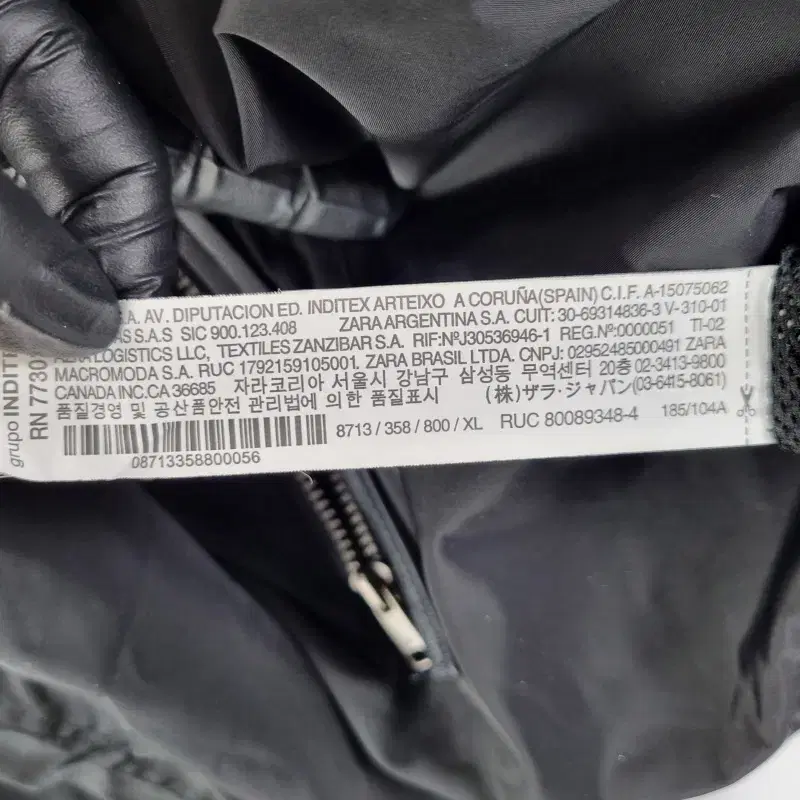 grupo INDITE
RN 7730
.A. AV. DIPUTACION ED. INDITEX ARTEIXO A CORUÑA(SPAIN) C.I.F. A-15075062
AS S.A.S SIC 900.123.408 ZARA ARGENTINA S.A. CUIT: 30-69314836-3 V-310-01
LOGISTICS LLC, TEXTILES ZANZIBAR S.A. RIF:NºJ30536946-1 REG.Nº:0000051 TI-02
MACROMODA S.A. RUC 1792159105001. ZARA BRASIL LTDA. CNPJ: 02952485000491 ZARA
CANADA INC.CA 36685 자라코리아 서울시 강남구 삼성동 무역센터 20층 02-3413-9800
품질경영 및 공산품안전 관리법에 의한 품질표시 (株)ザラ・ジャパン(03-6415-8061)
8713 / 358 / 800 / XL RUC 80089348-4 185/104A
08713358800056